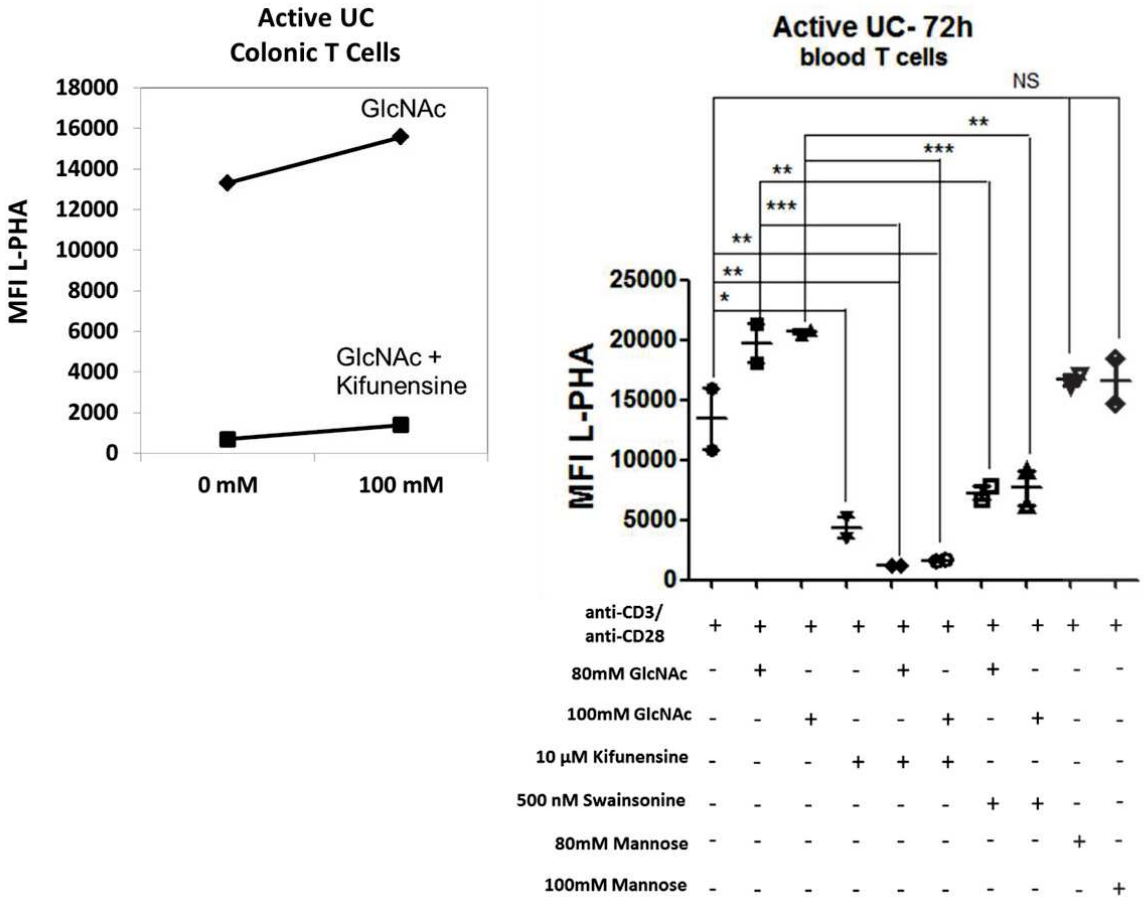 Active UC
Colonic T Cells
MFI L-PHA
18000
16000
14000
12000
10000
8000
6000
4000
2000
0
GlcNAc
GlcNAc +
Kifunensine
0 mM 100 mM
Active UC- 72h
blood T cells
NS
**
***
**
***
**
**
*
MFI L-PHA
25000
20000
15000
10000
5000
0
anti-CD3/
anti-CD28 + + + + + + + + + +
80mM GlcNAc - + - - + - + - - -
100mM GlcNAc - - + - - + - + - -
10 µM Kifunensine - - - + + + - - - -
500 nM Swainsonine - - - - - - + + - -
80mM Mannose - - - - - - - - + -
100mM Mannose - - - - - - - - - +